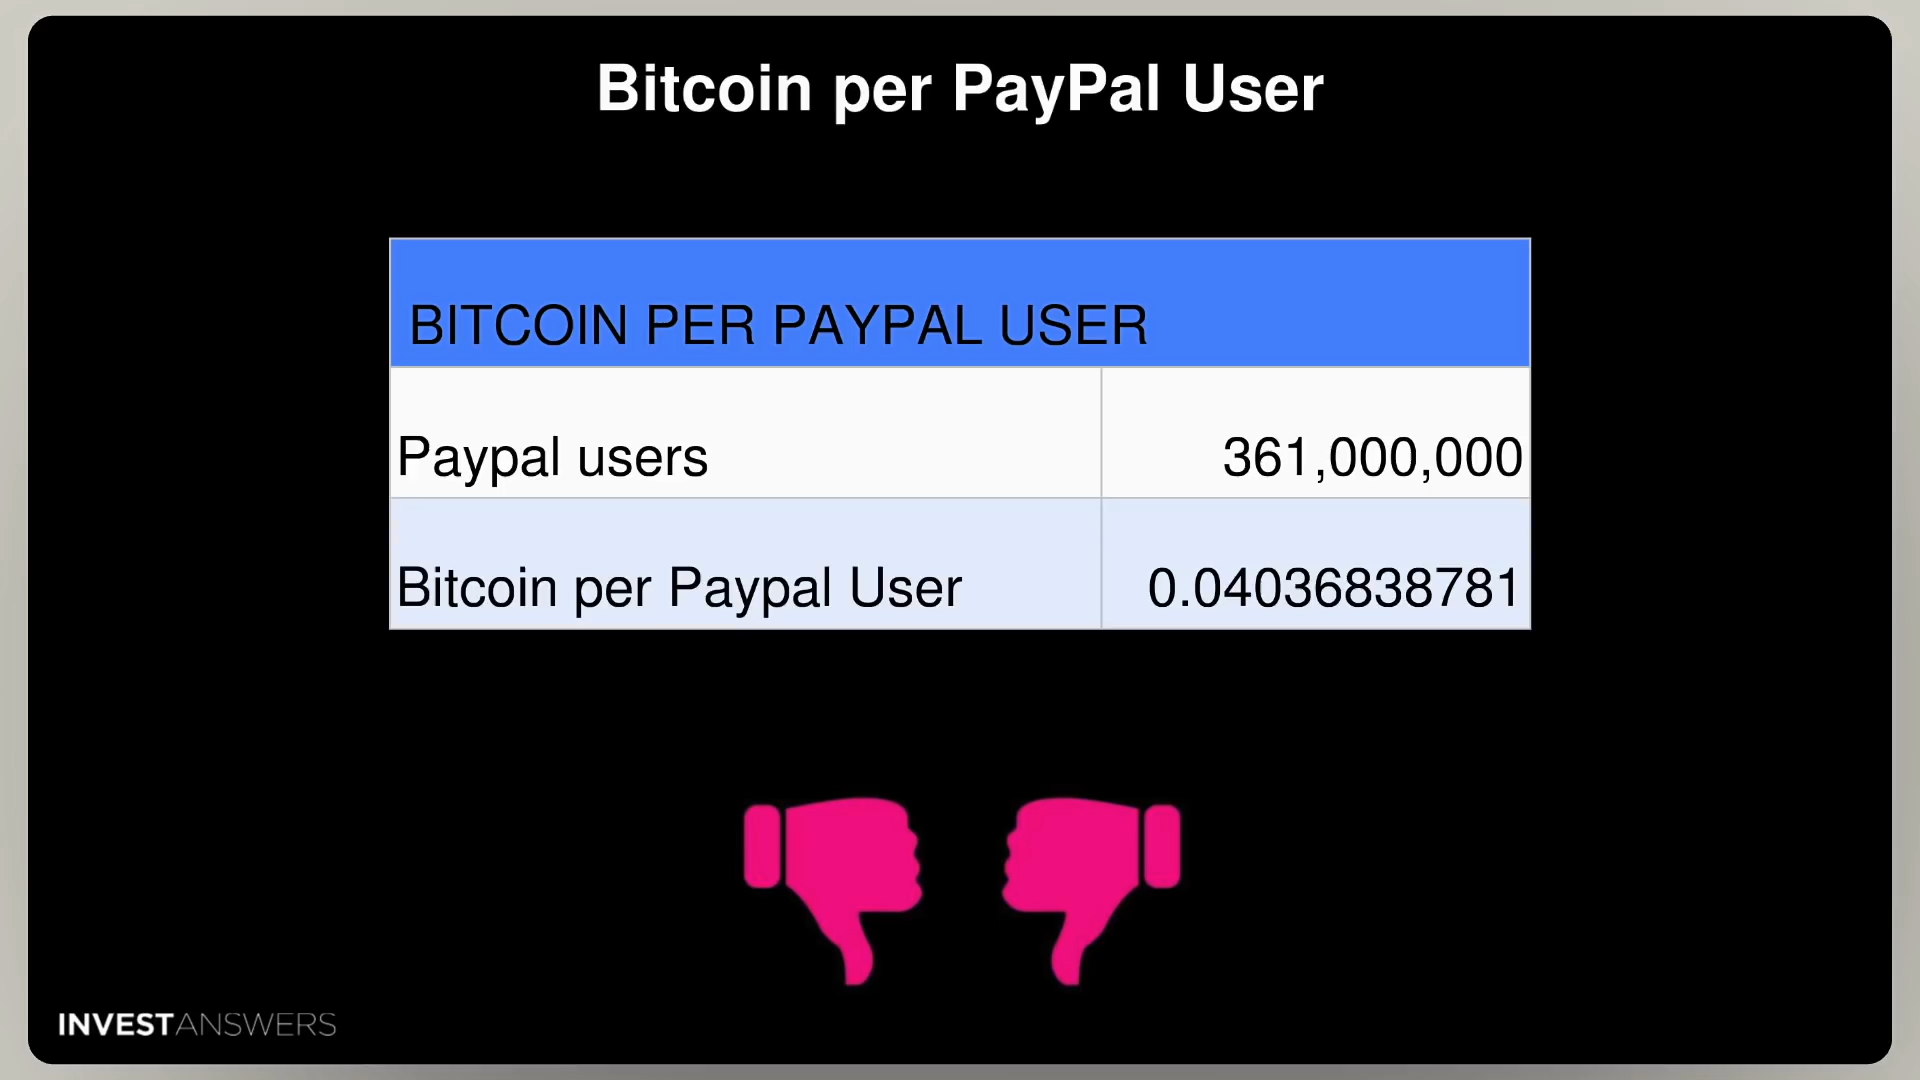 Bitcoin per PayPal User
BITCOIN PER PAYPAL USER
Paypal users 361,000,000
Bitcoin per Paypal User 0.04036838781
INVESTANSWERS